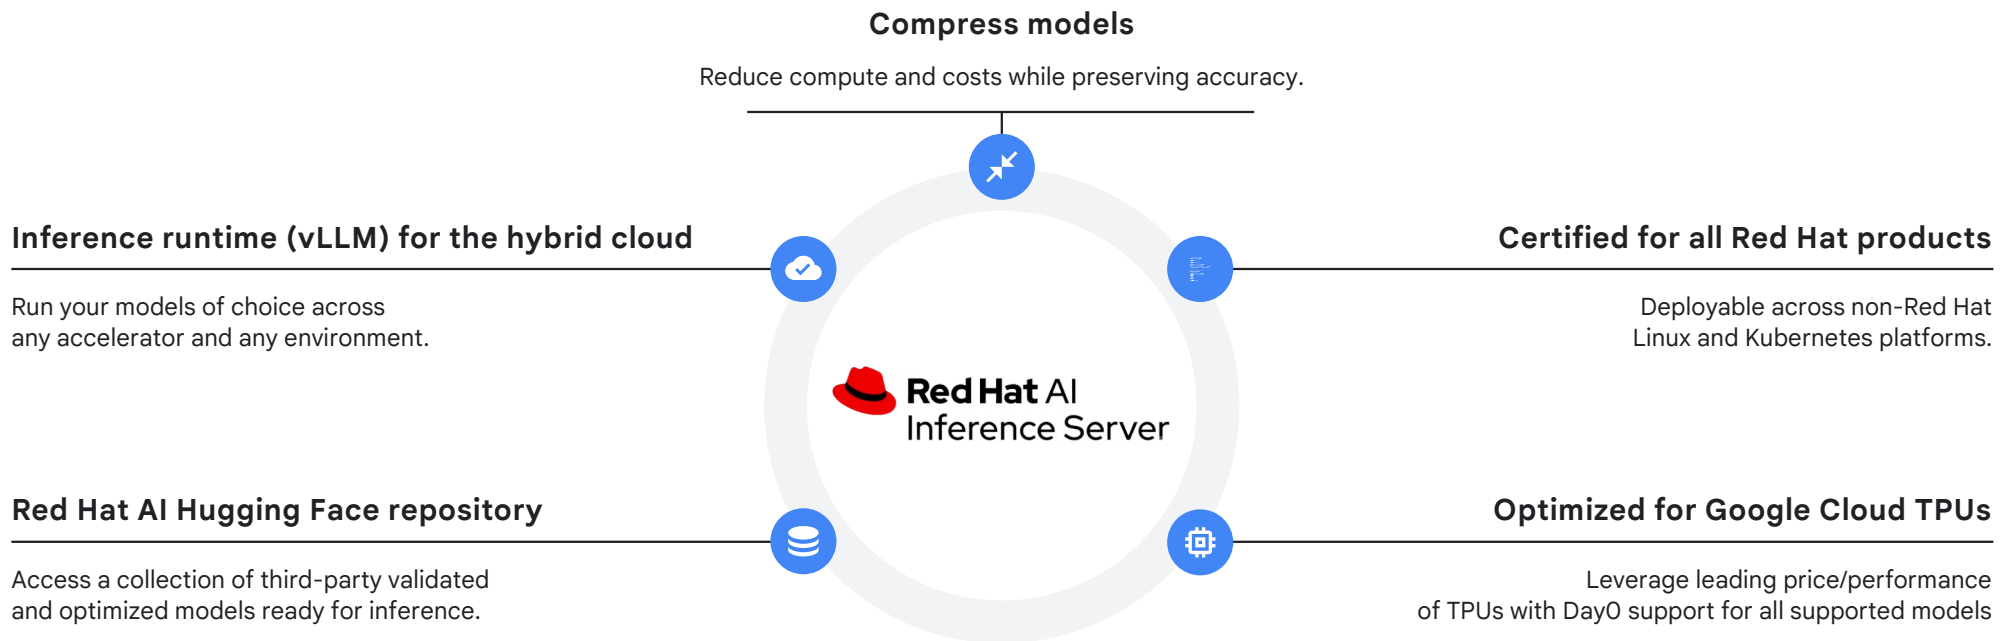 Compress models
Reduce compute and costs while preserving accuracy.
Inference runtime (vLLM) for the hybrid cloud
Run your models of choice across
any accelerator and any environment.
Certified for all Red Hat products
Deployable across non-Red Hat
Linux and Kubernetes platforms.
Red Hat AI
Inference Server
Red Hat AI Hugging Face repository
Access a collection of third-party validated
and optimized models ready for inference.
Optimized for Google Cloud TPUs
Leverage leading price/performance
of TPUs with Day0 support for all supported models